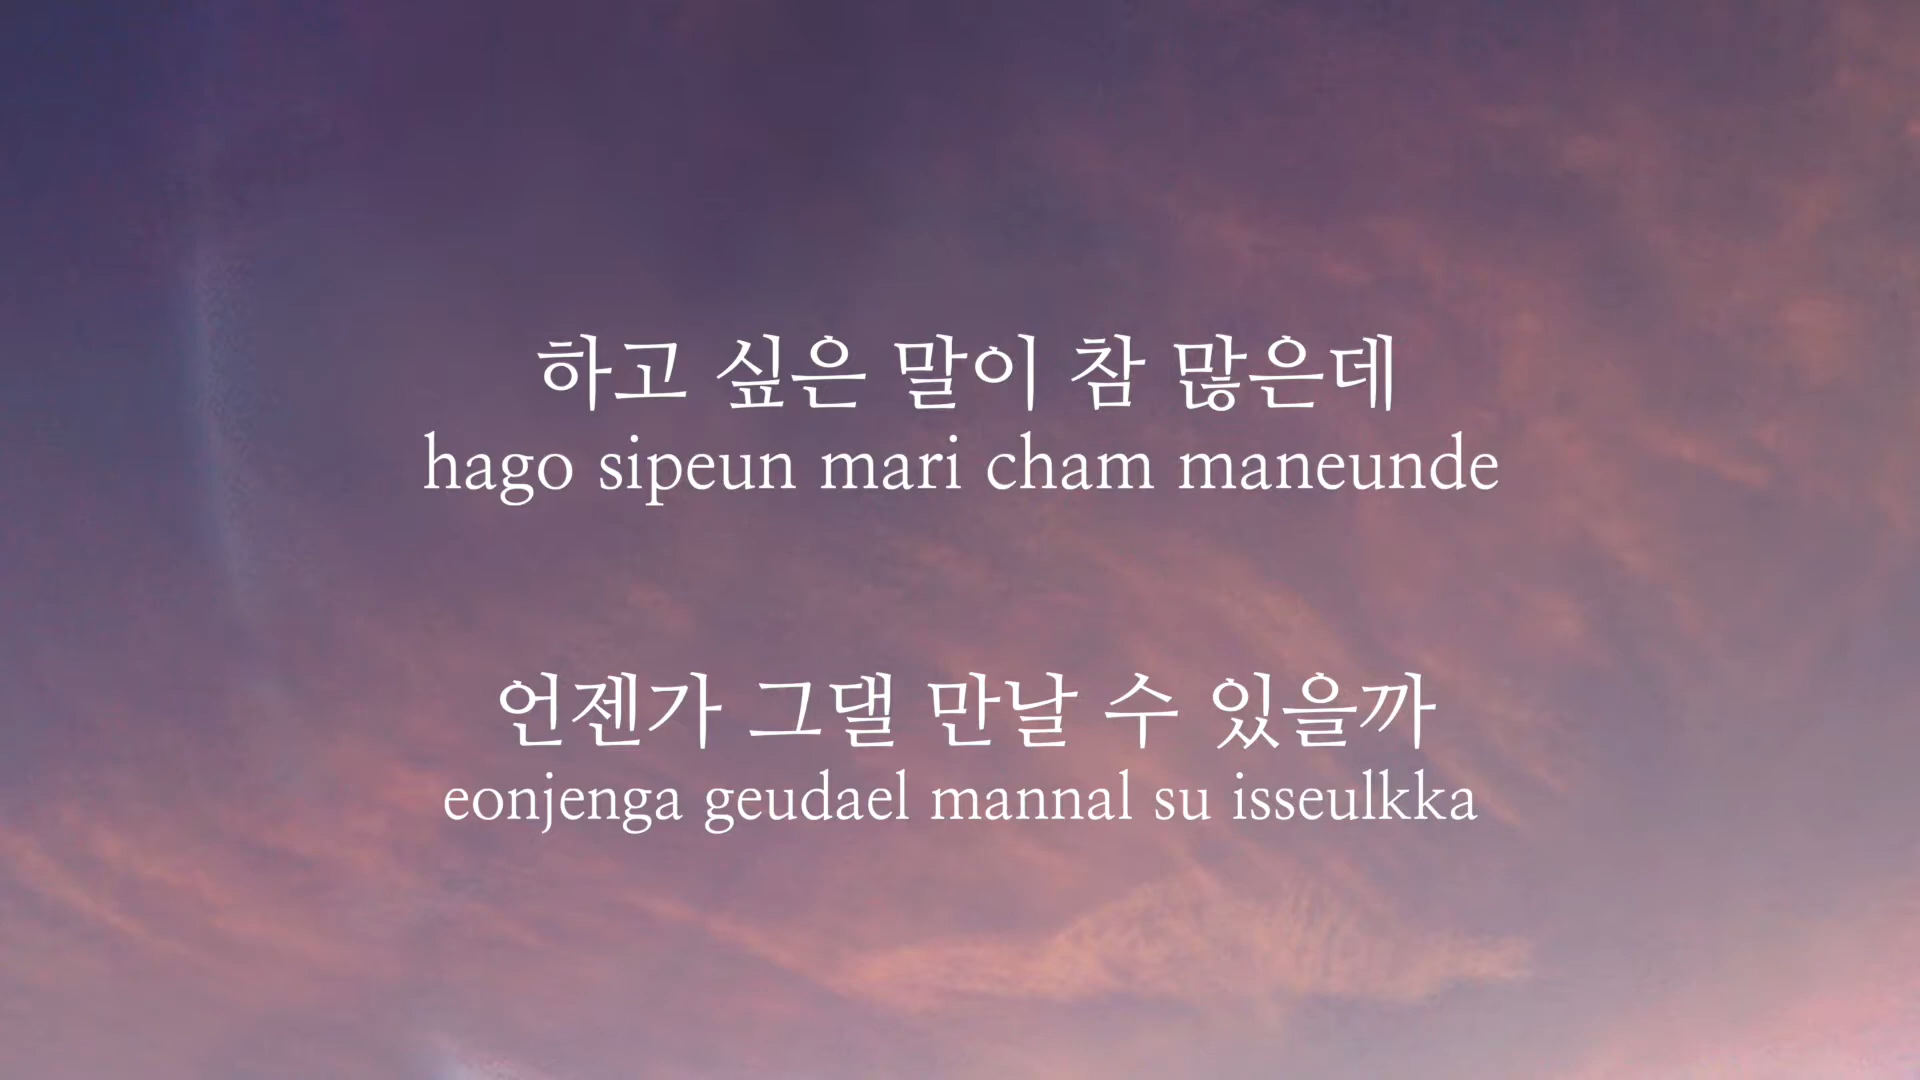 하고 싶은 말이 참 많은데
hago sipeun mari cham maneunde
언젠가 그댈 만날 수 있을까
eonjenga geudael mannal su isseulkka